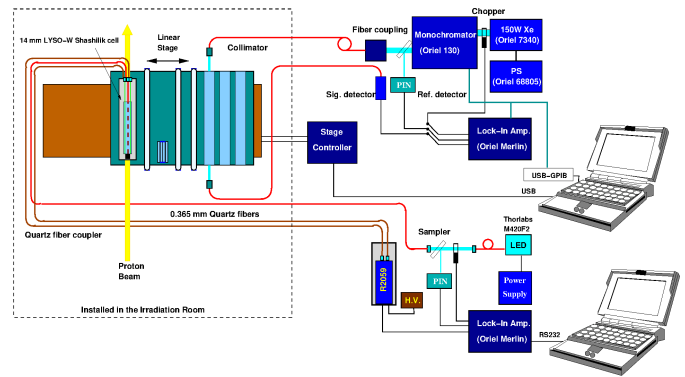 Chopper
Linear
Stage
Fiber coupling
Monochromator
(Oriel 130)
150W Xe
(Oriel 7340)
14 mm LYSO-W Shashilik cell
Collimator
PS
(Oriel 68805)
PIN
Sig. detector
Ref. detector
Stage
Controller
Lock-In Amp.
(Oriel Merlin)
USB-GPIB
USB
0.365 mm Quartz fibers
Quartz fiber coupler
Sampler
Thorlabs
M420F2
LED
Proton
Beam
R2059
PIN
H.V.
Power
Supply
Installed in the Irradiation Room
Lock-In Amp.
(Oriel Merlin)
RS232